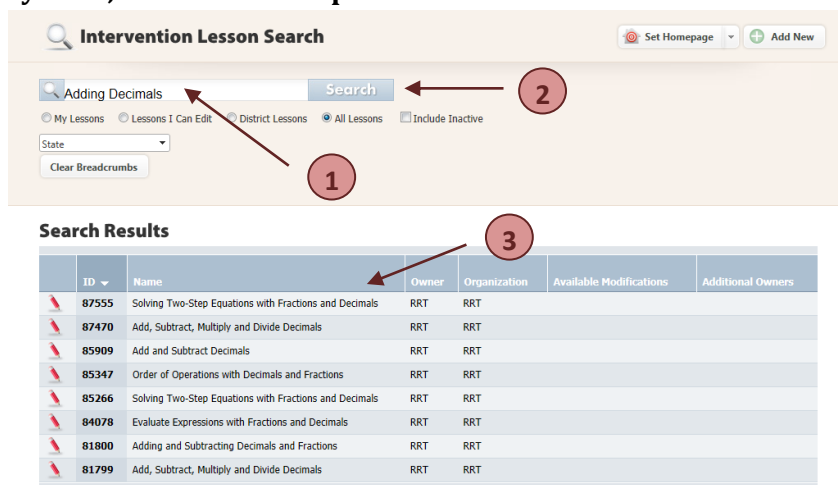 Intervention Lesson Search
Set Homepage
Add New
Adding Decimals
Search
2
My Lessons Lessons I Can Edit District Lessons All Lessons Include Inactive
State
Clear Breadcrumbs
1
Search Results
3
ID Name Owner Organization Available Modifications Additional Owners
87555 Solving Two-Step Equations with Fractions and Decimals RRT RRT
87470 Add, Subtract, Multiply and Divide Decimals RRT RRT
85909 Add and Subtract Decimals RRT RRT
85347 Order of Operations with Decimals and Fractions RRT RRT
85266 Solving Two-Step Equations with Fractions and Decimals RRT RRT
84078 Evaluate Expressions with Fractions and Decimals RRT RRT
81800 Adding and Subtracting Decimals and Fractions RRT RRT
81799 Add, Subtract, Multiply and Divide Decimals RRT RRT